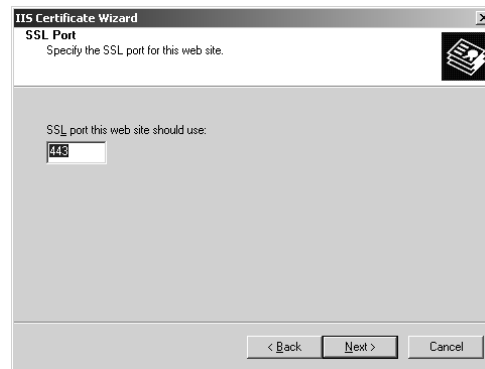 IIS Certificate Wizard
SSL Port
Specify the SSL port for this web site.
SSL port this web site should use:
443
< Back Next > Cancel